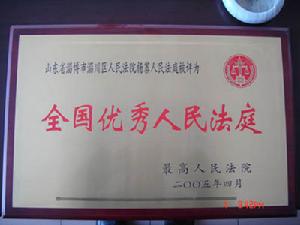 山东省淄博市淄川区人民法院杨寨人民法庭被评为
全国优秀人民法庭
最高人民法院
二〇〇五年四月